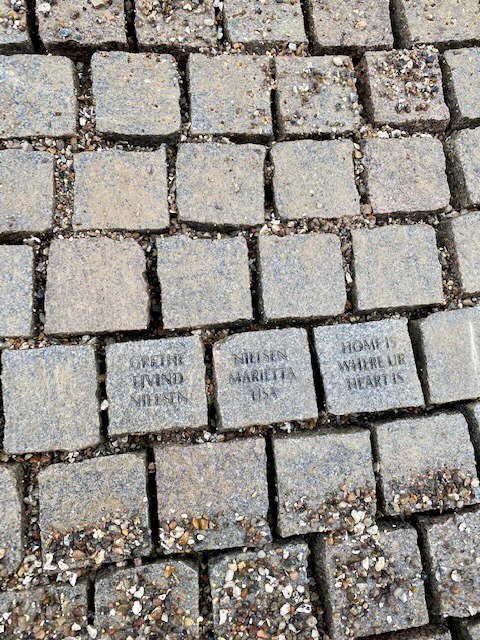 GRETHE
EIVIND
NIELSEN
NIELSEN
MARIETTA
LISA
HOME IS
WHERE UR
HEART IS